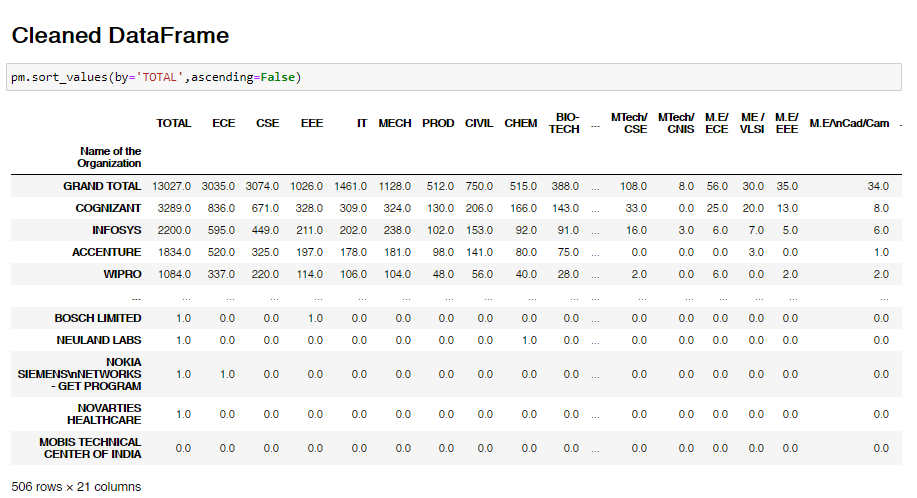 Cleaned DataFrame
pm.sort_values(by='TOTAL',ascending=False)
TOTAL ECE CSE EEE IT MECH PROD CIVIL CHEM BIO-TECH ... MTech/CSE MTech/CNIS M.E/ECE ME /VLSI M.E/EEE M.E/\nCad/Cam .
Name of the Organization
GRAND TOTAL 13027.0 3035.0 3074.0 1026.0 1461.0 1128.0 512.0 750.0 515.0 388.0 ... 108.0 8.0 56.0 30.0 35.0 34.0
COGNIZANT 3289.0 836.0 671.0 328.0 309.0 324.0 130.0 206.0 166.0 143.0 ... 33.0 0.0 25.0 20.0 13.0 8.0
INFOSYS 2200.0 595.0 449.0 211.0 202.0 238.0 102.0 153.0 92.0 91.0 ... 16.0 3.0 6.0 7.0 5.0 6.0
ACCENTURE 1834.0 520.0 325.0 197.0 178.0 181.0 98.0 141.0 80.0 75.0 ... 0.0 0.0 0.0 3.0 0.0 1.0
WIPRO 1084.0 337.0 220.0 114.0 106.0 104.0 48.0 56.0 40.0 28.0 ... 2.0 0.0 6.0 0.0 2.0 2.0
... ... ... ... ... ... ... ... ... ... ... ... ... ... ... ... ... ...
BOSCH LIMITED 1.0 0.0 0.0 1.0 0.0 0.0 0.0 0.0 0.0 0.0 ... 0.0 0.0 0.0 0.0 0.0 0.0
NEULAND LABS 1.0 0.0 0.0 0.0 0.0 0.0 0.0 0.0 1.0 0.0 ... 0.0 0.0 0.0 0.0 0.0 0.0
NOKIA
SIEMENS\nNETWORKS
- GET PROGRAM 1.0 1.0 0.0 0.0 0.0 0.0 0.0 0.0 0.0 0.0 ... 0.0 0.0 0.0 0.0 0.0 0.0
NOVARTIES
HEALTHCARE 1.0 0.0 0.0 0.0 0.0 0.0 0.0 0.0 0.0 0.0 ... 0.0 0.0 0.0 0.0 0.0 0.0
MOBIS TECHNICAL
CENTER OF INDIA 0.0 0.0 0.0 0.0 0.0 0.0 0.0 0.0 0.0 0.0 ... 0.0 0.0 0.0 0.0 0.0 0.0
506 rows × 21 columns